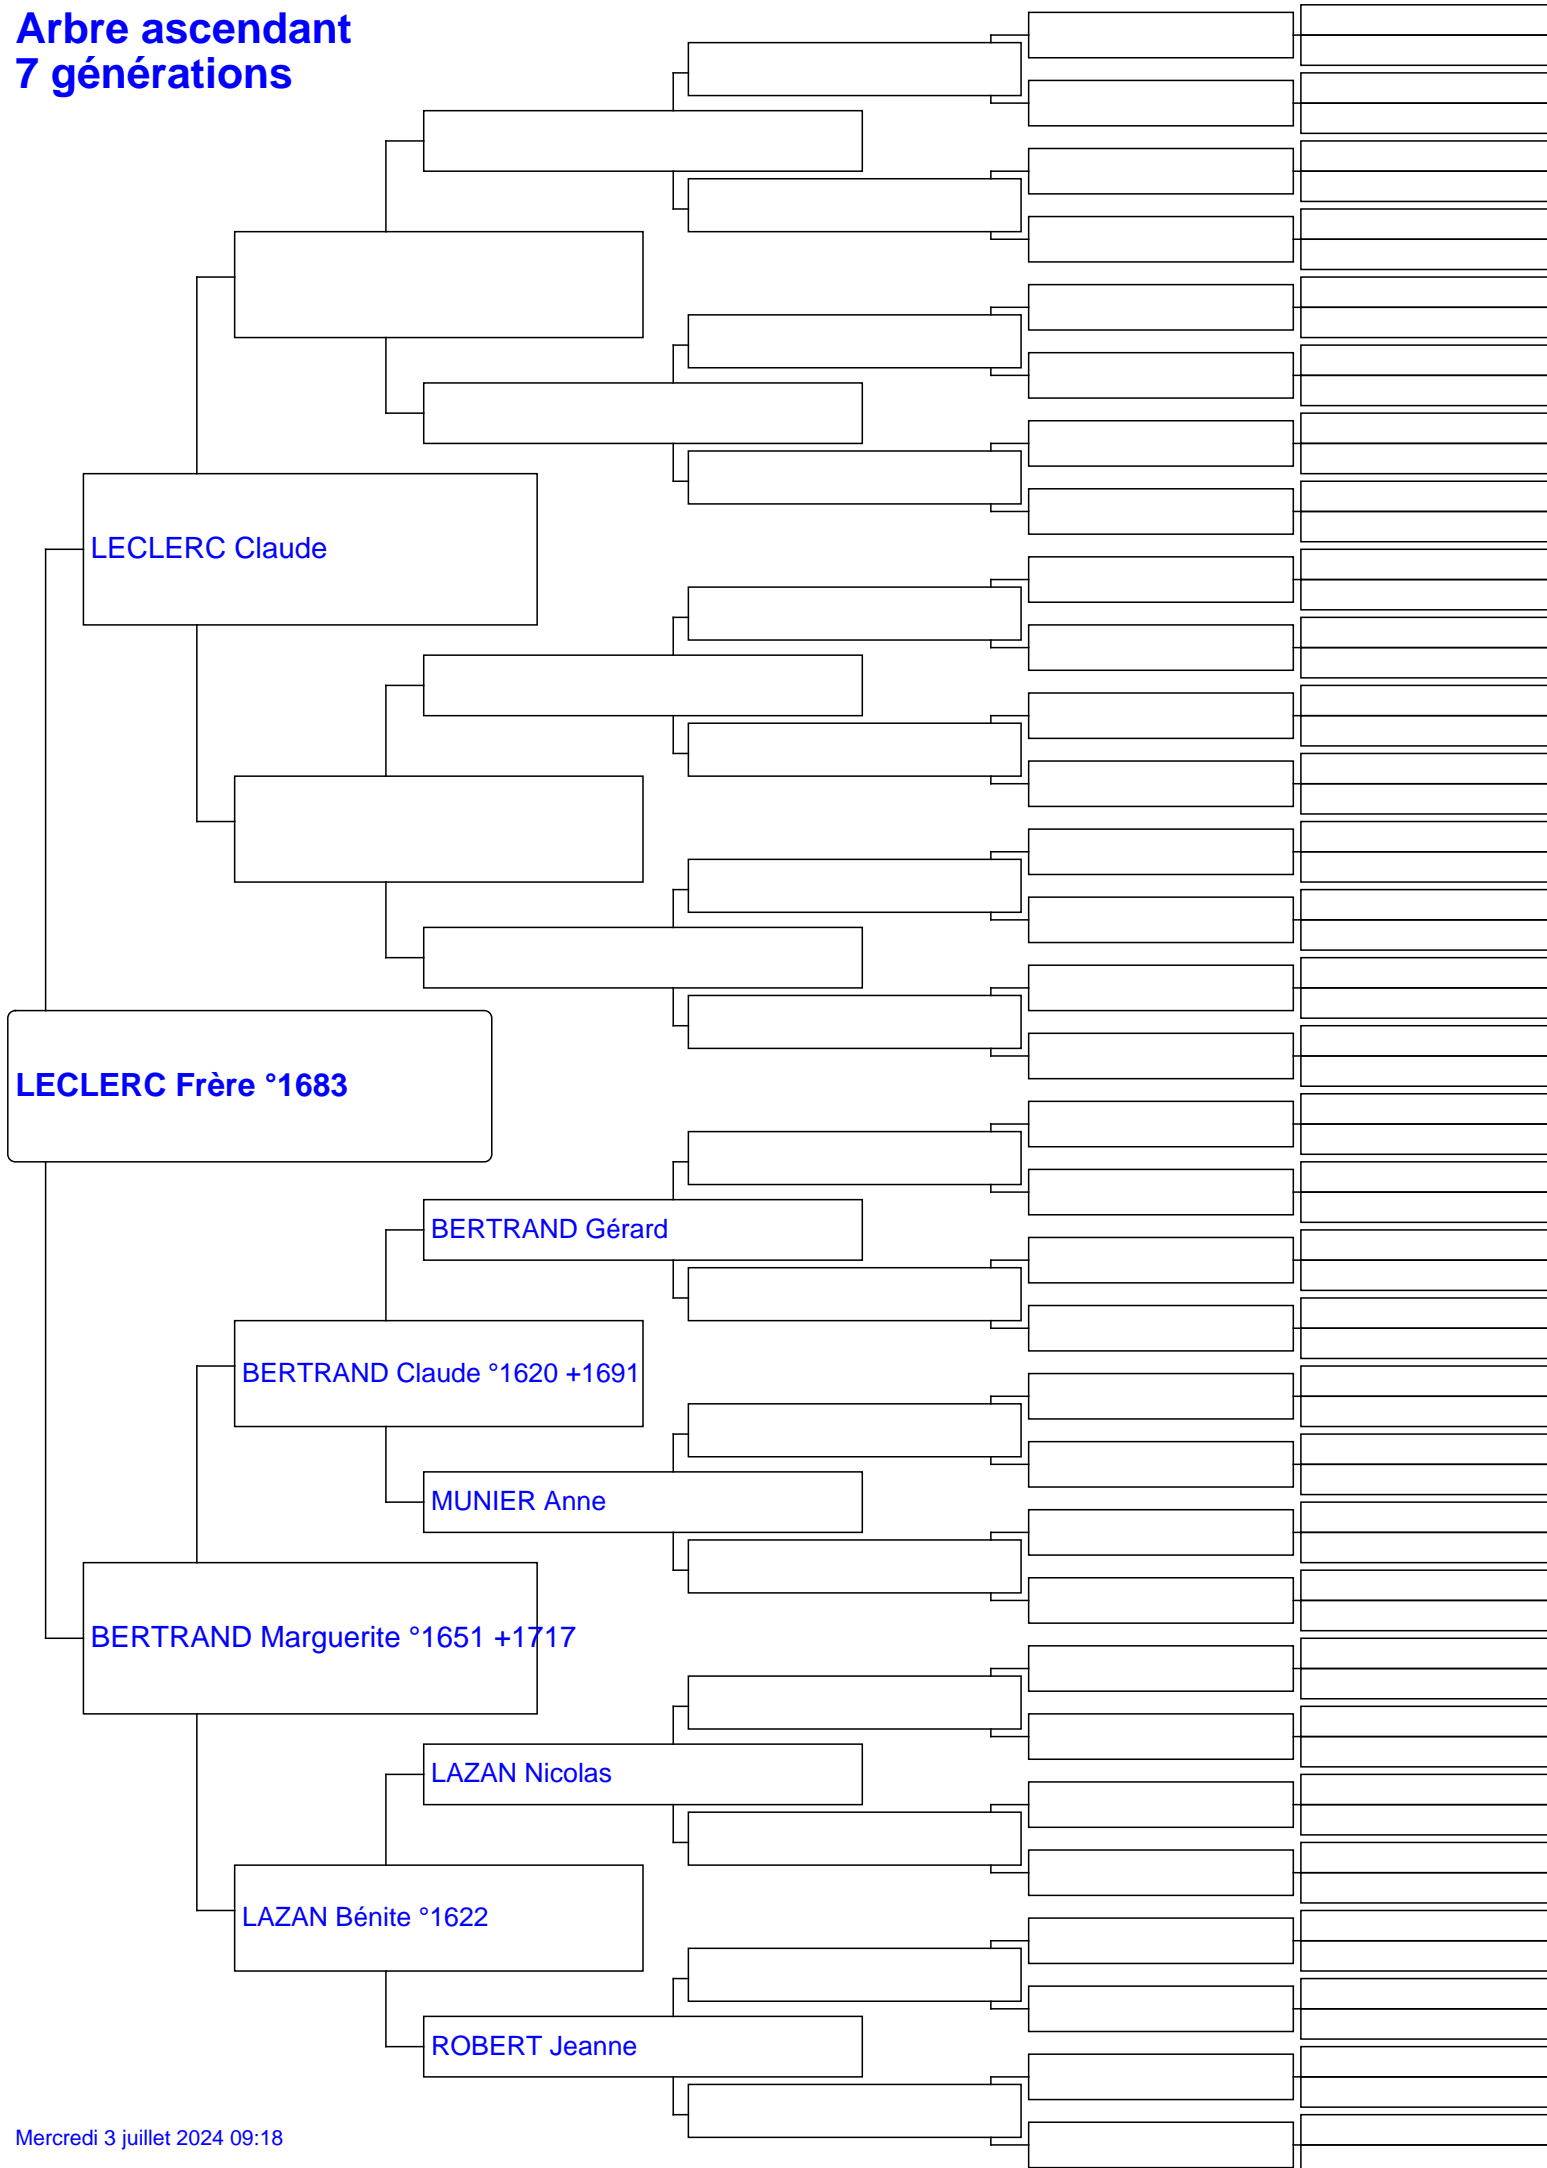 Arbre ascendant
7 générations
LECLERC Claude
LECLERC Frère °1683
BERTRAND Gérard
BERTRAND Claude °1620 +1691
MUNIER Anne
BERTRAND Marguerite °1651 +1717
LAZAN Nicolas
LAZAN Bénite °1622
ROBERT Jeanne
Mercredi 3 juillet 2024 09:18